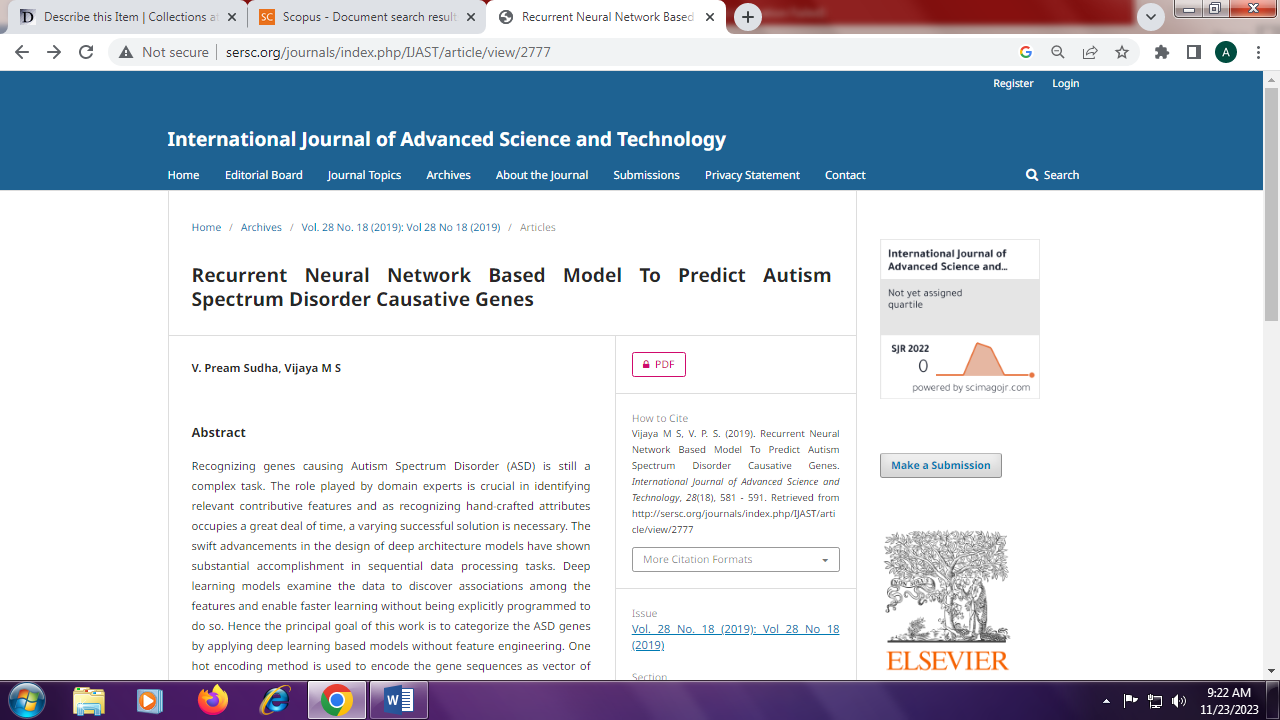 Describe this Item | Collections at
Scopus - Document search result
Recurrent Neural Network Based
Not secure
sersc.org/journals/index.php/IJAST/article/view/2777
A
Register Login
International Journal of Advanced Science and Technology
Home Editorial Board Journal Topics Archives About the Journal Submissions Privacy Statement Contact Search
Home / Archives / Vol. 28 No. 18 (2019): Vol 28 No 18 (2019) / Articles
Recurrent Neural Network Based Model To Predict Autism
Spectrum Disorder Causative Genes
V. Pream Sudha, Vijaya M S
Abstract
Recognizing genes causing Autism Spectrum Disorder (ASD) is still a
complex task. The role played by domain experts is crucial in identifying
relevant contributive features and as recognizing hand-crafted attributes
occupies a great deal of time, a varying successful solution is necessary. The
swift advancements in the design of deep architecture models have shown
substantial accomplishment in sequential data processing tasks. Deep
learning models examine the data to discover associations among the
features and enable faster learning without being explicitly programmed to
do so. Hence the principal goal of this work is to categorize the ASD genes
by applying deep learning based models without feature engineering. One
hot encoding method is used to encode the gene sequences as vector of
PDF
How to Cite
Vijaya M S, V. P. S. (2019). Recurrent Neural
Network Based Model To Predict Autism
Spectrum Disorder Causative Genes.
International Journal of Advanced Science and
Technology, 28(18), 581 - 591. Retrieved from
http://sersc.org/journals/index.php/IJAST/arti
cle/view/2777
More Citation Formats
Issue
Vol. 28 No. 18 (2019): Vol 28 No 18
(2019)
Section
International Journal of
Advanced Science and...
Not yet assigned
quartile
SJR 2022
0
powered by scimagojr.com
Make a Submission
ELSEVIER
9:22 AM
11/23/2023